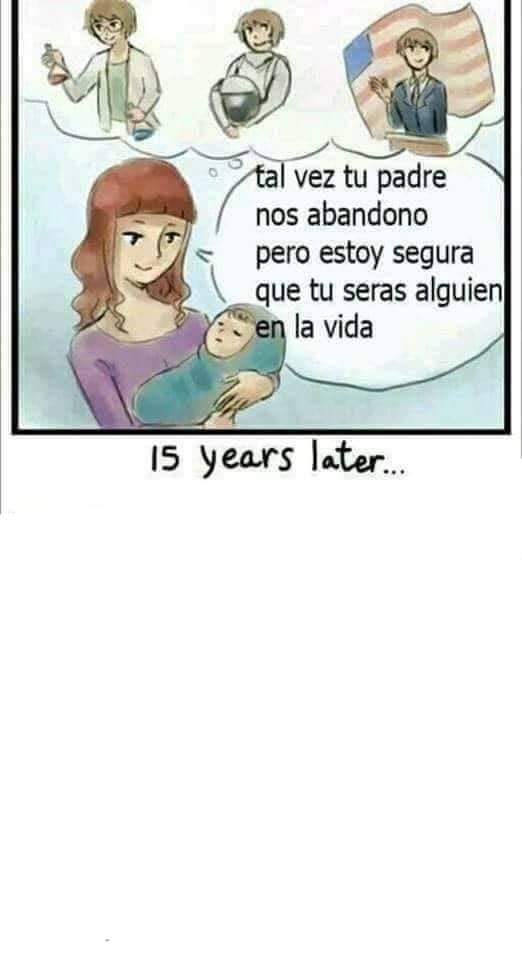 tal vez tu padre
nos abandono
pero estoy segura
que tu seras alguien
en la vida
15 years later...